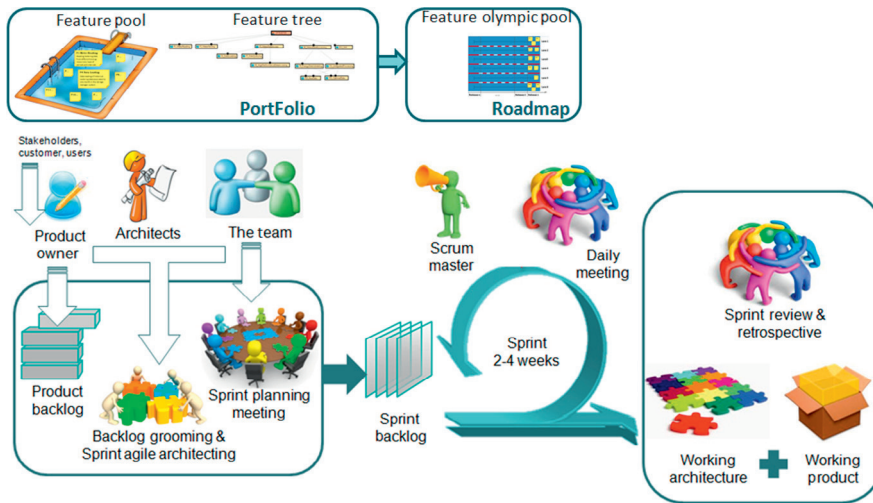 Feature pool
Feature tree
PortFolio
Feature olympic pool
Roadmap
Stakeholders,
customer, users
Product
owner
Architects
The team
Scrum
master
Daily
meeting
Product
backlog
Backlog grooming &
Sprint agile architecting
Sprint planning
meeting
Sprint
backlog
Sprint
2-4 weeks
Sprint review &
retrospective
Working
architecture
Working
product